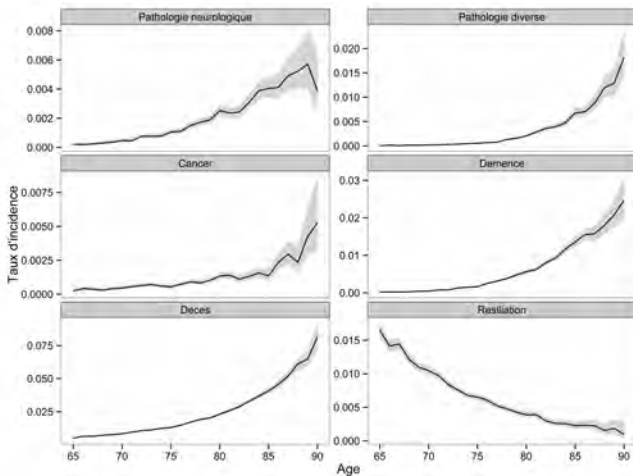 Pathologie neurologique
Pathologie diverse
0.008
0.006
0.004
0.002
0.000
0.020
0.015
0.010
0.005
0.000
Cancer
Demence
0.0075
0.0050
0.0025
0.0000
0.03
0.02
0.01
0.00
Deces
Resiliation
0.075
0.050
0.025
0.015
0.010
0.005
0.000
65 70 75 80 85 90
65 70 75 80 85 90
Age
Taux d'incidence